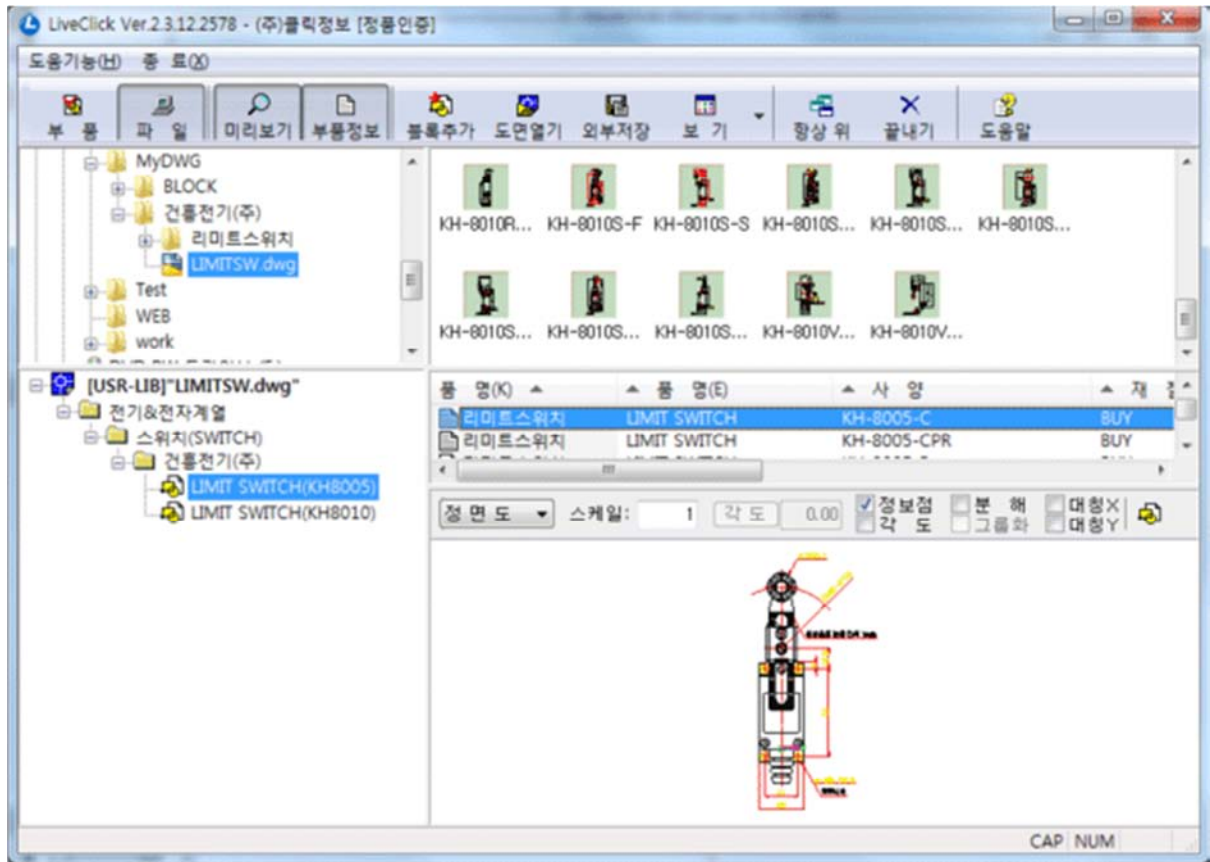 LiveClick Ver.2.3.12.2578 - (주)클릭정보 [정품인증]
도움기능(H) 종 료(X)
부 품 파 일 미리보기 부품정보 블록추가 도면열기 외부저장 보 기 항상 위 끝내기 도움말
MyDWG
BLOCK
건흥전기(주)
리미트스위치
LIMITSW.dwg
Test
WEB
work
KH-8010R... KH-8010S-F KH-8010S-S KH-8010S... KH-8010S... KH-8010S...
KH-8010S... KH-8010S... KH-8010S... KH-8010V... KH-8010V...
[USR-LIB]"LIMITSW.dwg"
전기&전자계열
스위치(SWITCH)
건흥전기(주)
LIMIT SWITCH(KH8005)
LIMIT SWITCH(KH8010)
품 명(K) 품 명(E) 사 양 재
리미트스위치 LIMIT SWITCH KH-8005-C BUY
리미트스위치 LIMIT SWITCH KH-8005-CPR BUY
정 면 도 스케일: 1 각 도 0.00 정보점 분 해 대칭X
각 도 그룹화 대칭Y
CAP NUM